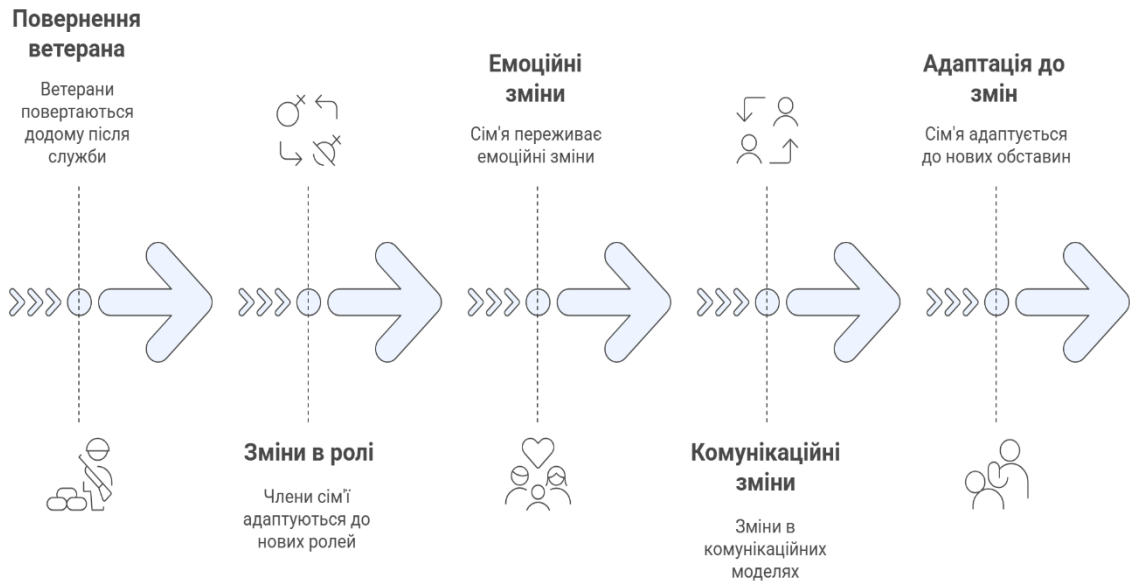 Повернення
ветерана
Ветерани
повертаються
додому після
служби
Зміни в ролі
Члени сім'ї
адаптуються до
нових ролей
Емоційні
зміни
Сім'я переживає
емоційні зміни
Комунікаційні
зміни
Зміни в
комунікаційних
моделях
Адаптація до
змін
Сім'я адаптується
до нових обставин